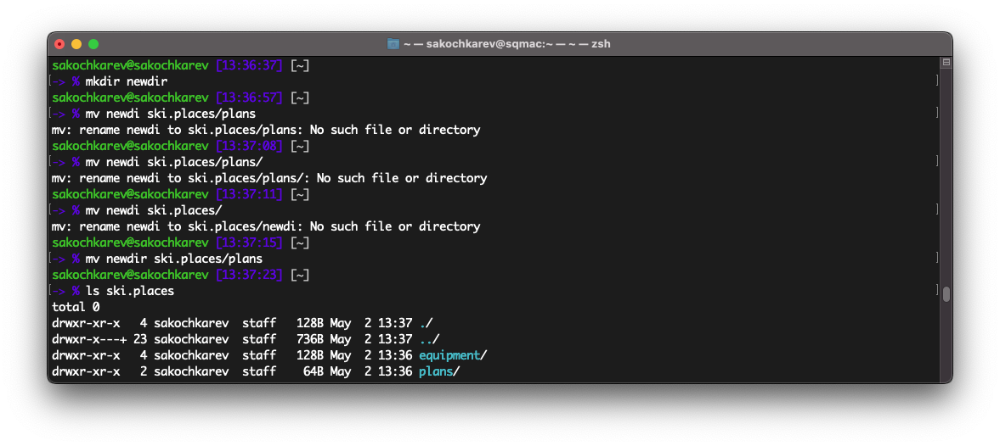 ~ — sakochkarev@sqmac:~ — ~ — zsh
sakochkarev@sakochkarev [13:36:37] [~]
[-> % mkdir newdir ]
sakochkarev@sakochkarev [13:36:57] [~]
[-> % mv newdi ski.places/plans ]
mv: rename newdi to ski.places/plans: No such file or directory
sakochkarev@sakochkarev [13:37:08] [~]
[-> % mv newdi ski.places/plans/ ]
mv: rename newdi to ski.places/plans/: No such file or directory
sakochkarev@sakochkarev [13:37:11] [~]
[-> % mv newdi ski.places/ ]
mv: rename newdi to ski.places/newdi: No such file or directory
sakochkarev@sakochkarev [13:37:15] [~]
[-> % mv newdir ski.places/plans ]
sakochkarev@sakochkarev [13:37:23] [~]
[-> % ls ski.places ]
total 0
drwxr-xr-x   4 sakochkarev  staff   128B May  2 13:37 ./
drwxr-x---+ 23 sakochkarev  staff   736B May  2 13:37 ../
drwxr-xr-x   4 sakochkarev  staff   128B May  2 13:36 equipment/
drwxr-xr-x   2 sakochkarev  staff    64B May  2 13:36 plans/